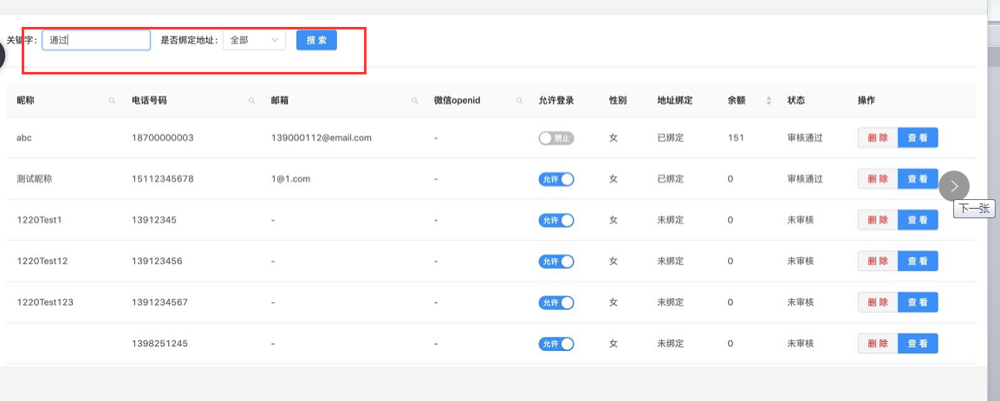 关键字： 通过 是否绑定地址： 全部 搜 索
昵称 电话号码 邮箱 微信openid 允许登录 性别 地址绑定 余额 状态 操作
abc 18700000003 139000112@email.com - 禁止 女 已绑定 151 审核通过 删 除 查 看
测试昵称 15112345678 1@1.com - 允许 女 已绑定 0 审核通过 删 除 查 看
下一张
1220Test1 13912345 - - 允许 女 未绑定 0 未审核 删 除 查 看
1220Test12 139123456 - - 允许 女 未绑定 0 未审核 删 除 查 看
1220Test123 1391234567 - - 允许 女 未绑定 0 未审核 删 除 查 看
1398251245 - - 允许 女 未绑定 0 未审核 删 除 查 看